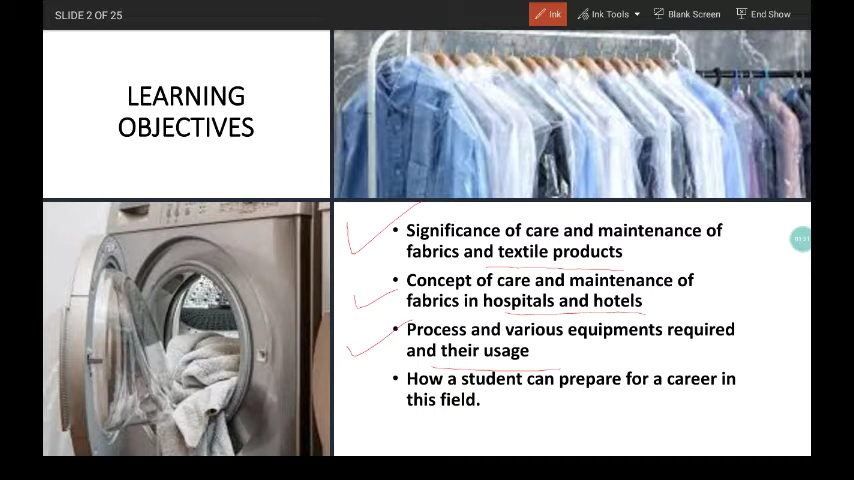 SLIDE 2 OF 25
Ink
Ink Tools
Blank Screen
End Show
LEARNING
OBJECTIVES
• Significance of care and maintenance of
fabrics and textile products
• Concept of care and maintenance of
fabrics in hospitals and hotels
• Process and various equipments required
and their usage
• How a student can prepare for a career in
this field.